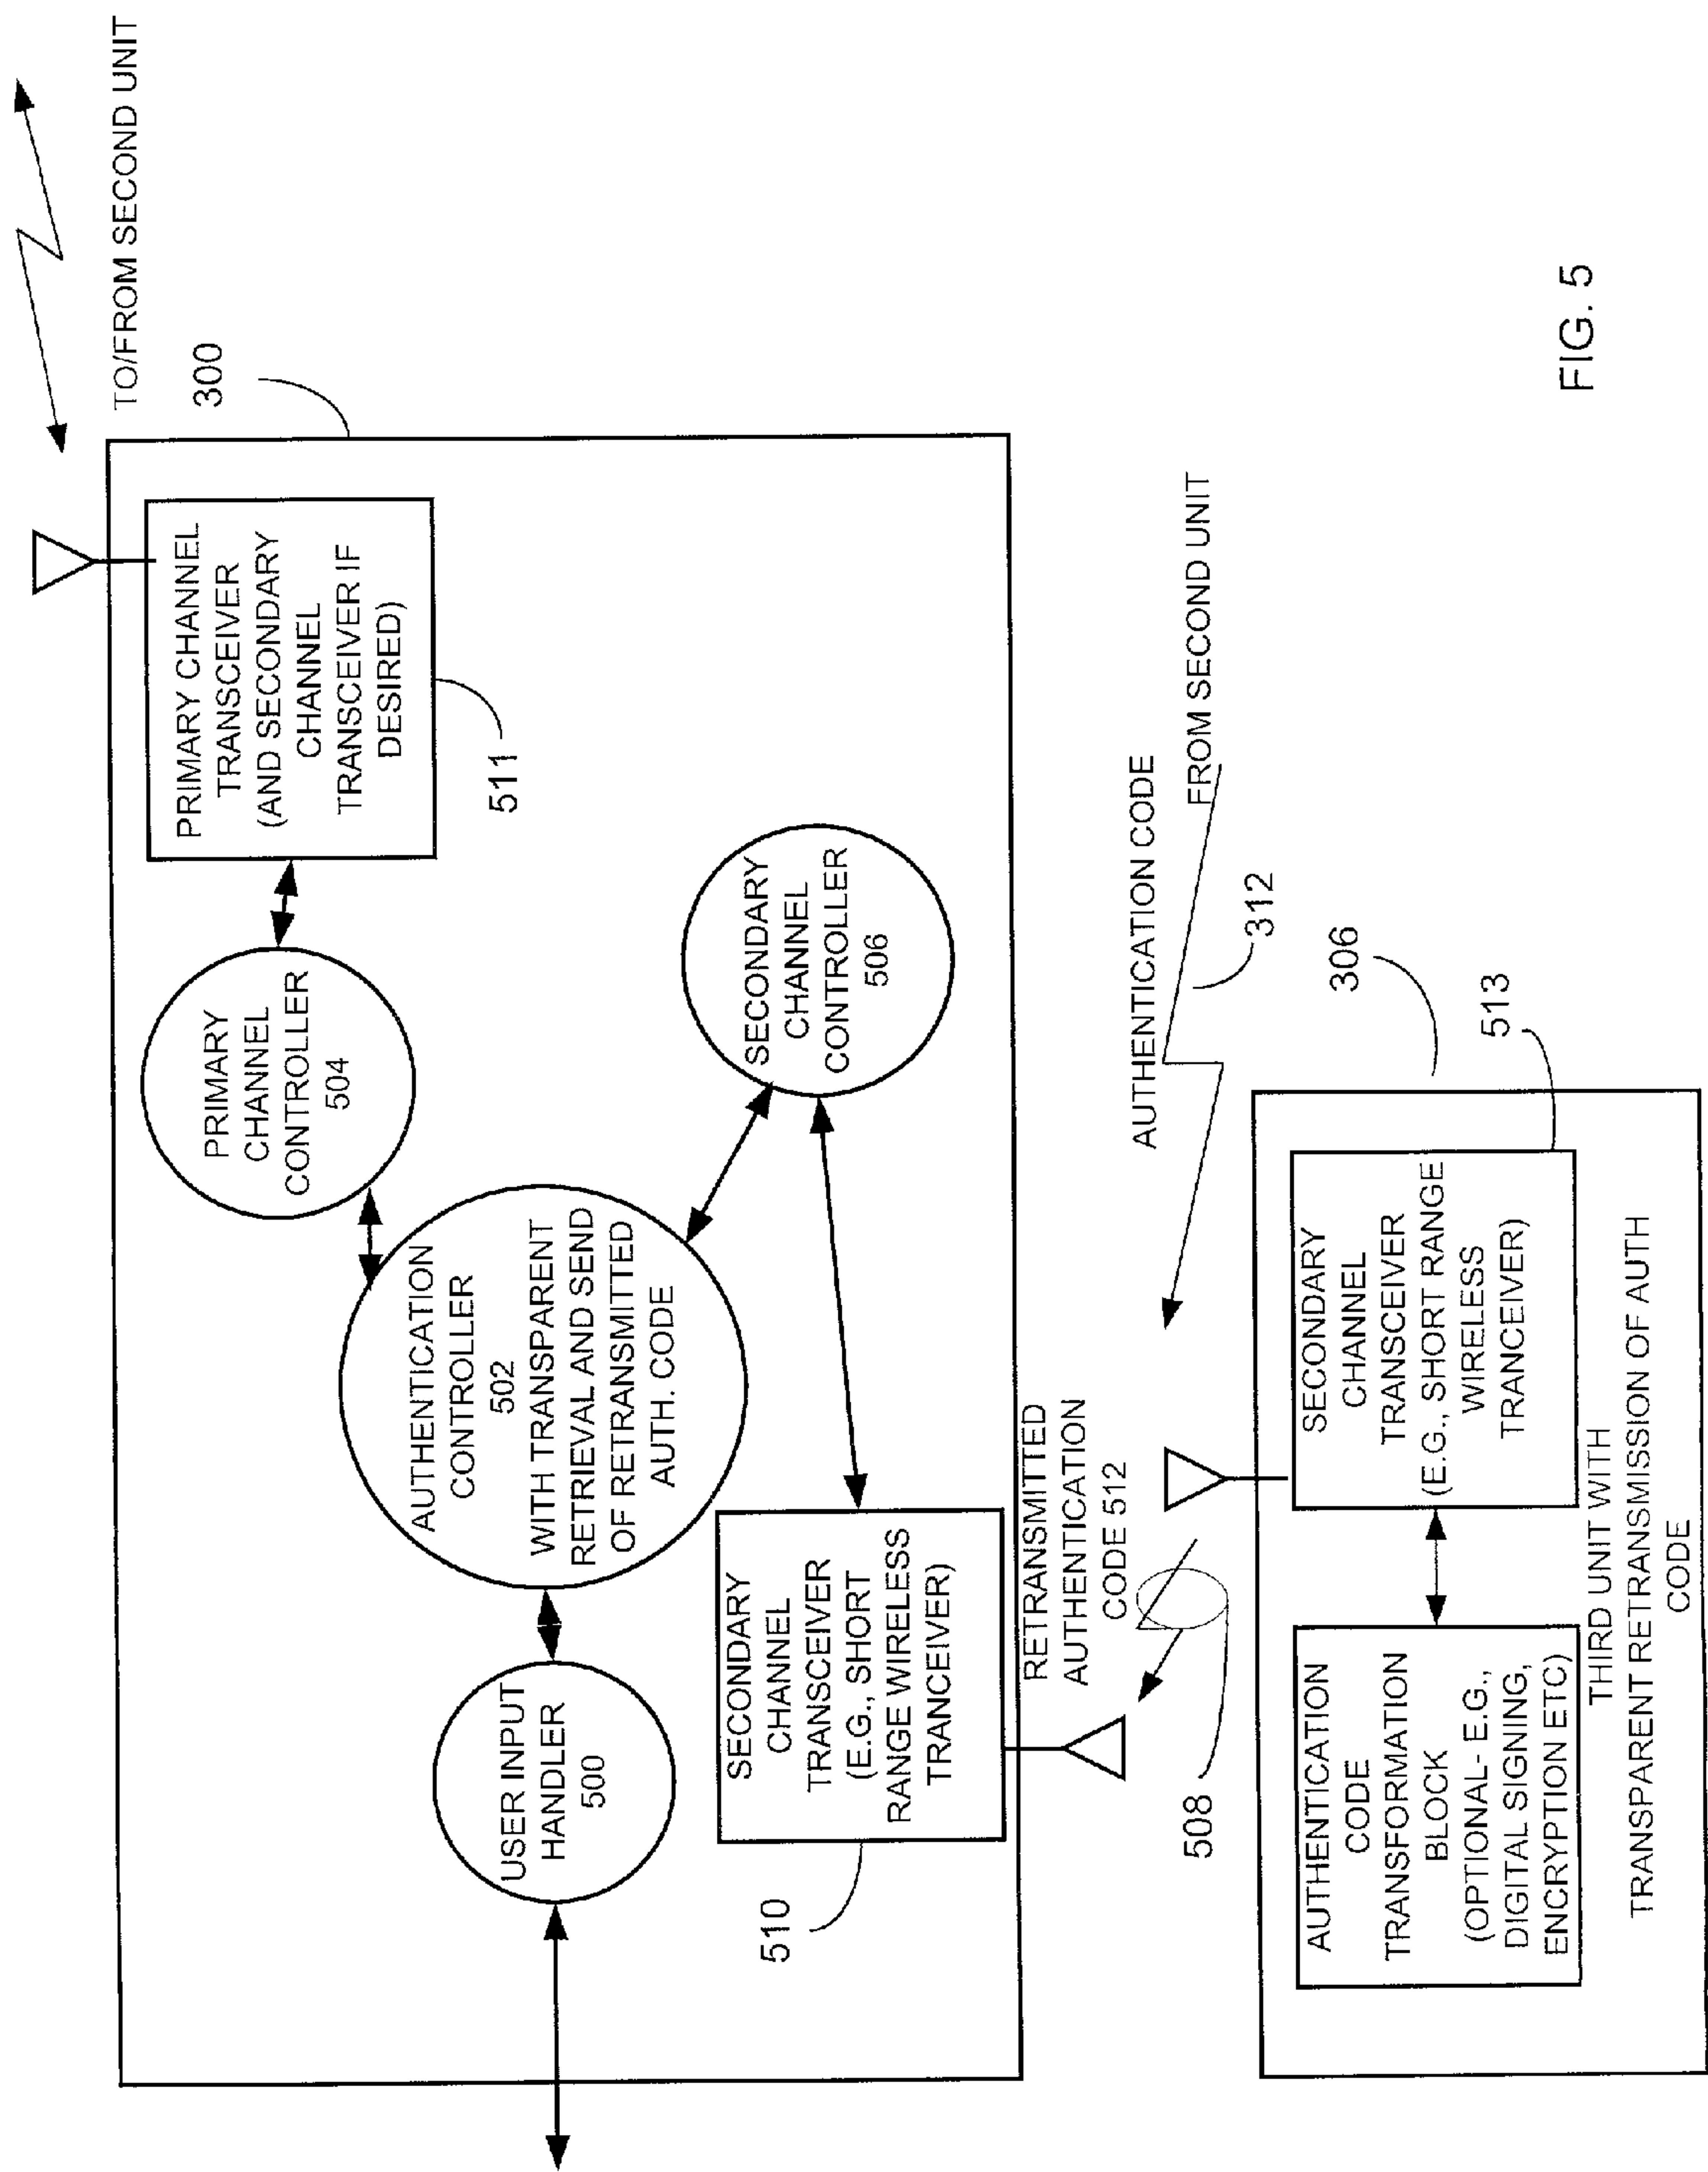 TO/FROM SECOND UNIT
300
PRIMARY CHANNEL
TRANSCEIVER
(AND SECONDARY
CHANNEL
TRANSCEIVER IF
DESIRED)
511
PRIMARY
CHANNEL
CONTROLLER
504
AUTHENTICATION
CONTROLLER
502
WITH TRANSPARENT
RETRIEVAL AND SEND
OF RETRANSMITTED
AUTH. CODE
SECONDARY
CHANNEL
CONTROLLER
506
USER INPUT
HANDLER
500
SECONDARY
CHANNEL
TRANSCEIVER
(E.G., SHORT
RANGE WIRELESS
TRANCEIVER)
510
RETRANSMITTED
AUTHENTICATION
CODE 512
508
AUTHENTICATION CODE
FROM SECOND UNIT
312
306
513
SECONDARY
CHANNEL
TRANSCEIVER
(E.G., SHORT RANGE
WIRELESS
TRANCEIVER)
AUTHENTICATION
CODE
TRANSFORMATION
BLOCK
(OPTIONAL- E.G.,
DIGITAL SIGNING,
ENCRYPTION ETC)
THIRD UNIT WITH
TRANSPARENT RETRANSMISSION OF AUTH
CODE
FIG. 5